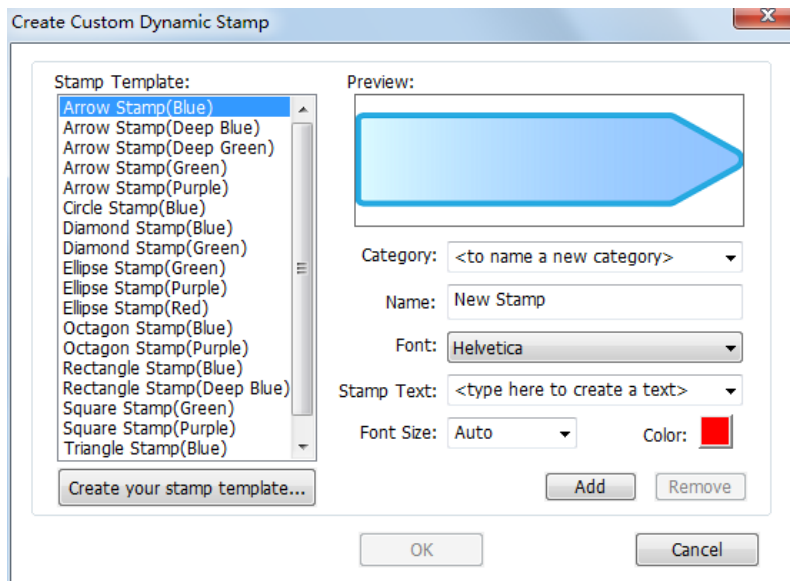 Create Custom Dynamic Stamp
Stamp Template:
Arrow Stamp(Blue)
Arrow Stamp(Deep Blue)
Arrow Stamp(Deep Green)
Arrow Stamp(Green)
Arrow Stamp(Purple)
Circle Stamp(Blue)
Diamond Stamp(Blue)
Diamond Stamp(Green)
Ellipse Stamp(Green)
Ellipse Stamp(Purple)
Ellipse Stamp(Red)
Octagon Stamp(Blue)
Octagon Stamp(Purple)
Rectangle Stamp(Blue)
Rectangle Stamp(Deep Blue)
Square Stamp(Green)
Square Stamp(Purple)
Triangle Stamp(Blue)
Create your stamp template...
Preview:
Category: <to name a new category>
Name: New Stamp
Font: Helvetica
Stamp Text: <type here to create a text>
Font Size: Auto Color:
Add Remove
OK Cancel